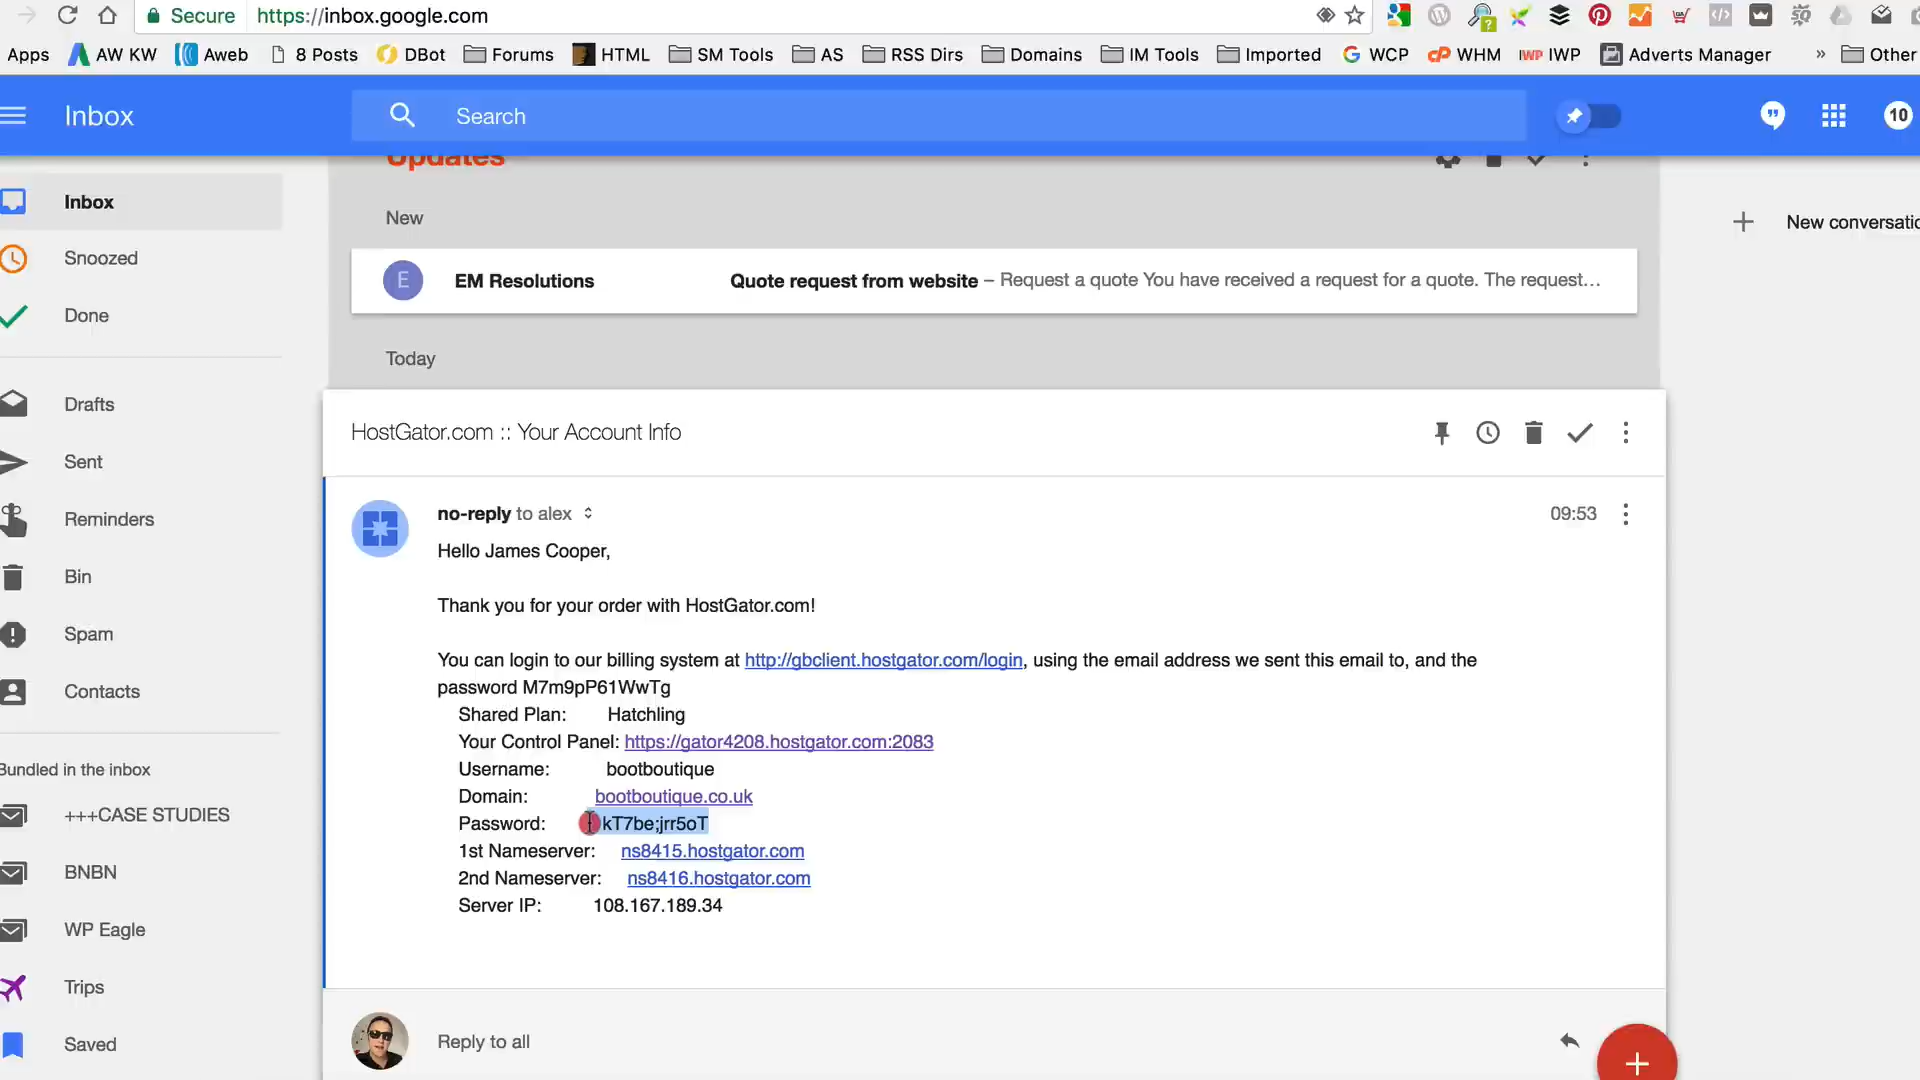 Secure https://inbox.google.com
Apps AW KW Aweb 8 Posts DBot Forums HTML SM Tools AS RSS Dirs Domains IM Tools Imported WCP WHM IWP IWP Adverts Manager » Other
Inbox Search 10
Updates
Inbox
New
New conversatio
Snoozed
E EM Resolutions Quote request from website – Request a quote You have received a request for a quote. The request…
Done
Today
Drafts
HostGator.com :: Your Account Info
Sent
no-reply to alex 09:53
Reminders
Hello James Cooper,
Bin
Thank you for your order with HostGator.com!
Spam
You can login to our billing system at http://gbclient.hostgator.com/login, using the email address we sent this email to, and the
password M7m9pP61WwTg
Contacts
Shared Plan: Hatchling
Your Control Panel: https://gator4208.hostgator.com:2083
Username: bootboutique
Bundled in the inbox
Domain: bootboutique.co.uk
+++CASE STUDIES
Password: kT7be;jrr5oT
1st Nameserver: ns8415.hostgator.com
BNBN
2nd Nameserver: ns8416.hostgator.com
Server IP: 108.167.189.34
WP Eagle
Trips
Reply to all
Saved